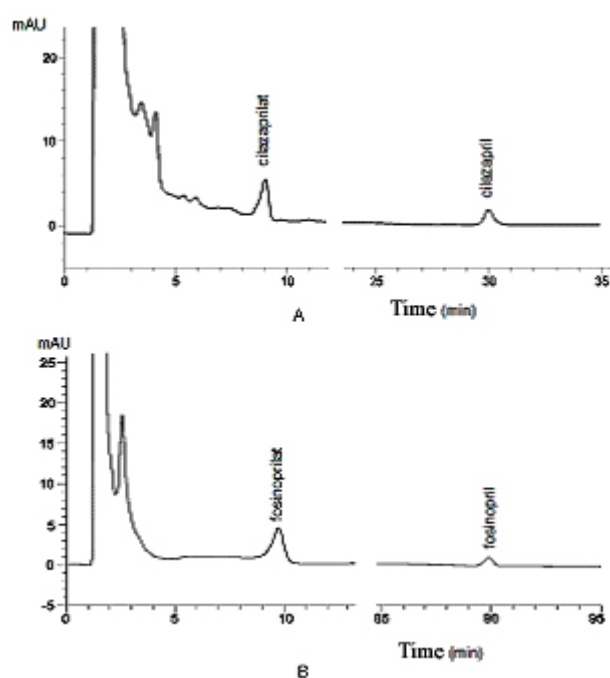 mAU
20
10
0
cilazaprilat
cilazapril
0 5 10 25 30 35
A
Time (min)
mAU
25
20
15
10
5
0
-5
fosinoprilat
fosinopril
0 5 10 85 90 95
Time (min)
B